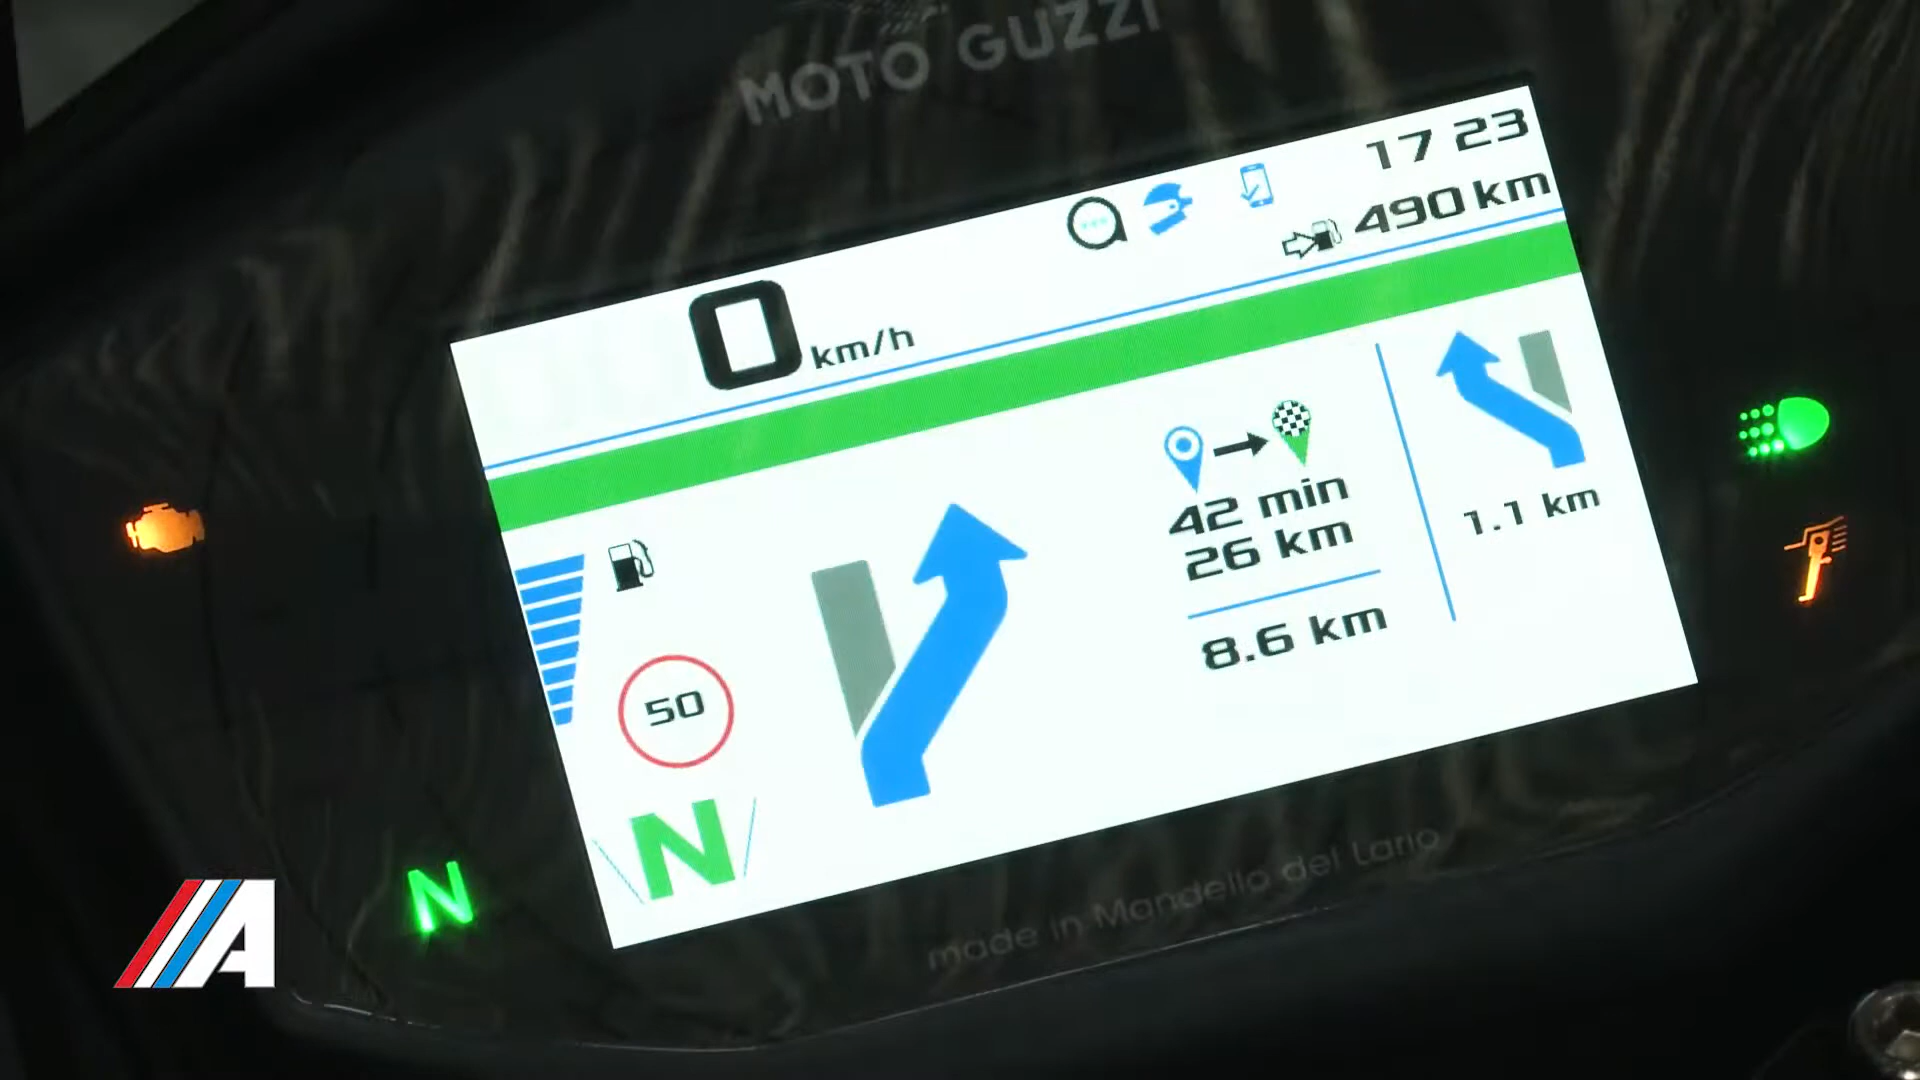 MOTO GUZZI
17 23
490 km
0 km/h
42 min
26 km
8.6 km
1.1 km
50
N
N
made in Mandello del Lario
A